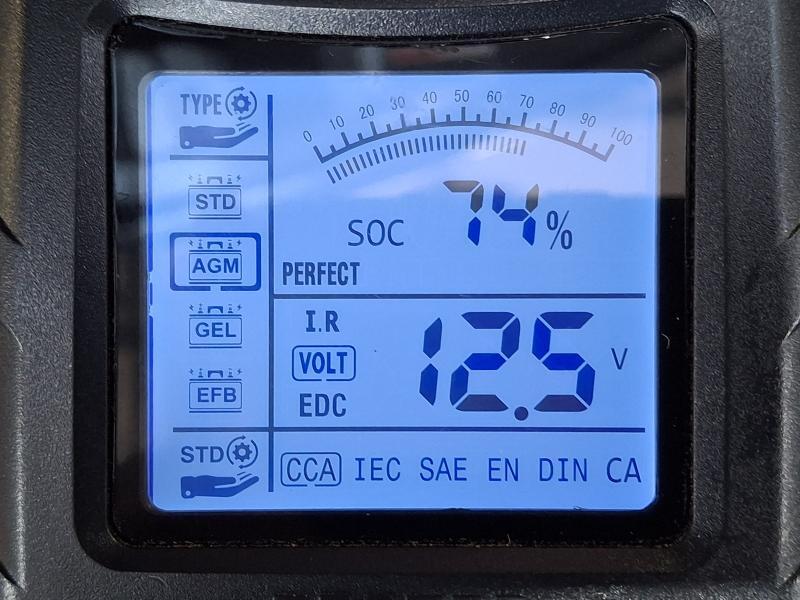 TYPE
STD
AGM
GEL
EFB
STD
0 10 20 30 40 50 60 70 80 90 100
SOC 74%
PERFECT
I.R
VOLT
EDC
12.5 V
CCA IEC SAE EN DIN CA